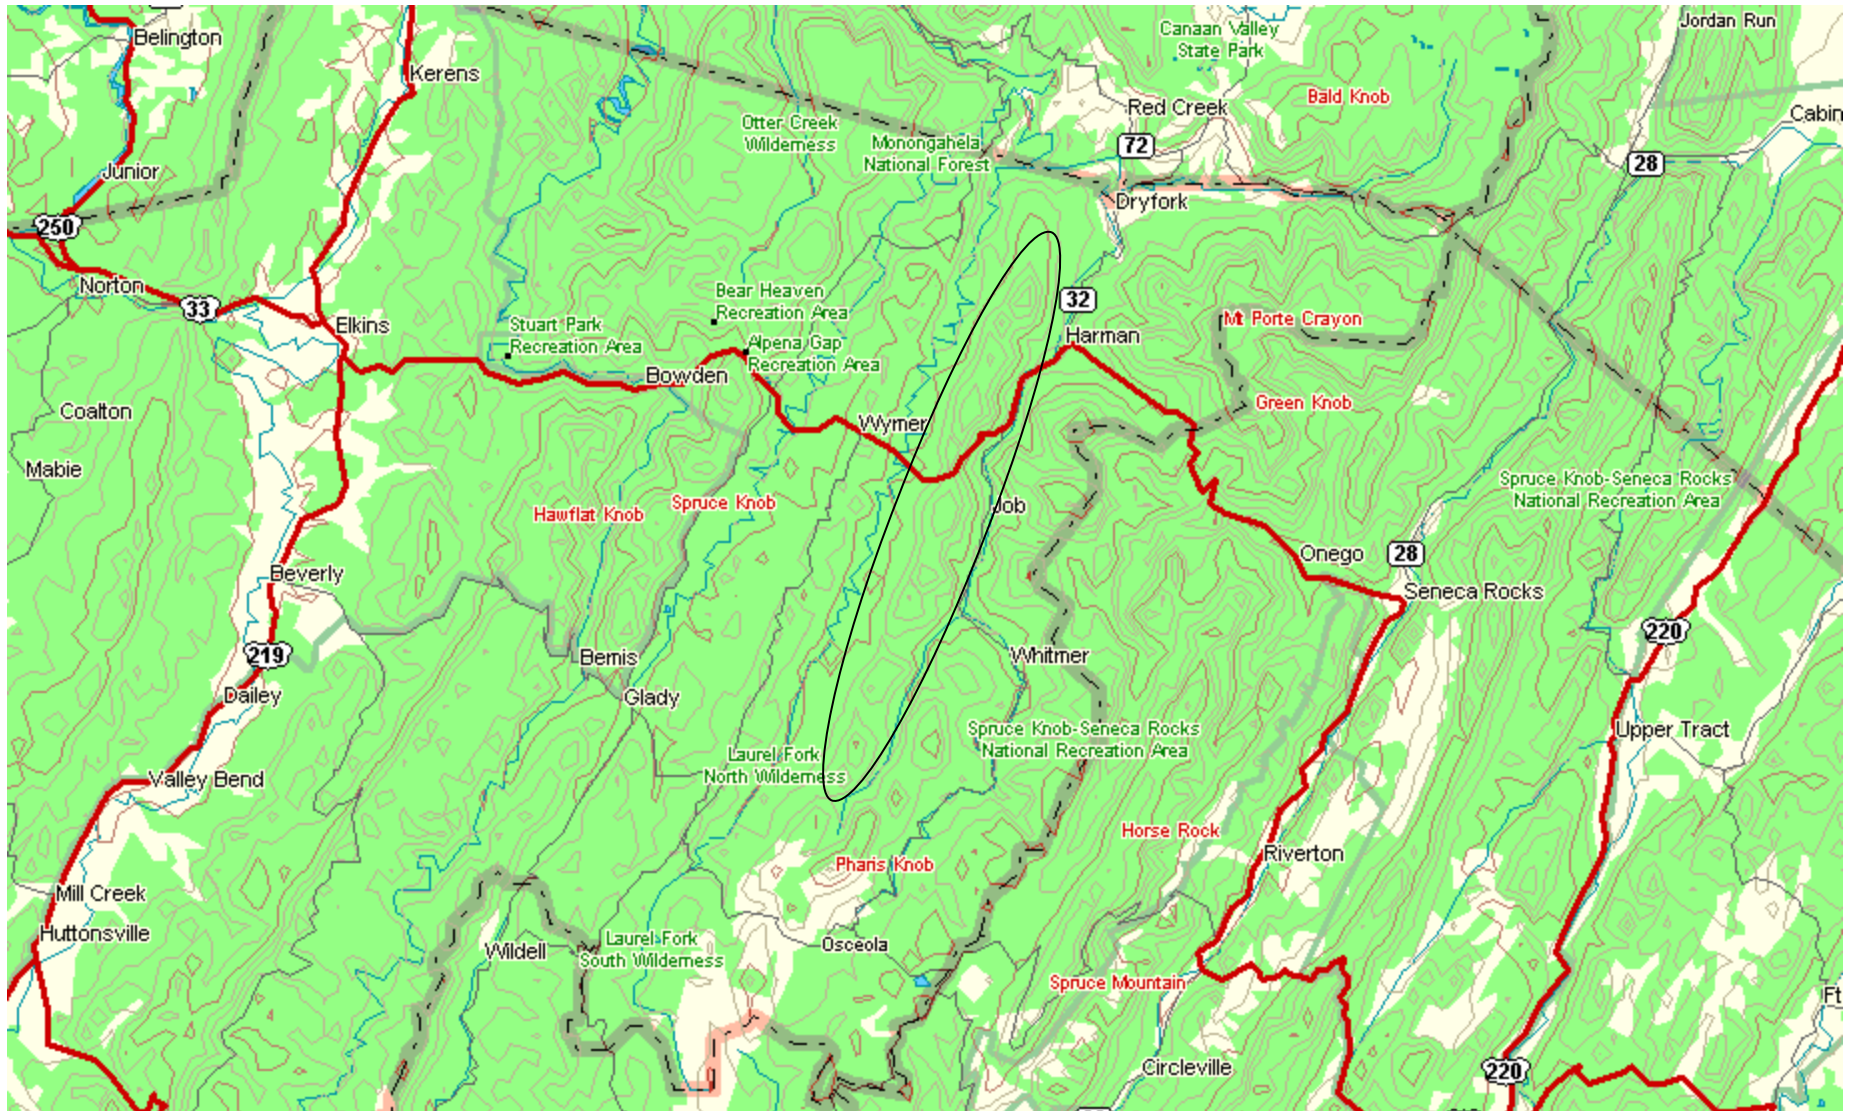 Belington
Kerens
Canaan Valley
State Park
Jordan Run
Bald Knob
Red Creek
Cabin
Otter Creek
Wilderness
Monongahela
National Forest
72
28
Junior
Dryfork
250
Norton
33
Elkins
Bear Heaven
Recreation Area
Stuart Park
Recreation Area
Alpena Gap
Recreation Area
32
Harman
Mt Porte Crayon
Bowden
Green Knob
Coalton
Wymer
Mabie
Spruce Knob-Seneca Rocks
National Recreation Area
Hawflat Knob
Spruce Knob
Job
Onego
28
Seneca Rocks
Beverly
220
219
Bemis
Whitmer
Dailey
Glady
Spruce Knob-Seneca Rocks
National Recreation Area
Upper Tract
Laurel Fork
North Wilderness
Valley Bend
Horse Rock
Riverton
Pharis Knob
Mill Creek
Huttonsville
Wildell
Laurel Fork
South Wilderness
Osceola
Spruce Mountain
Ft
Circleville
220